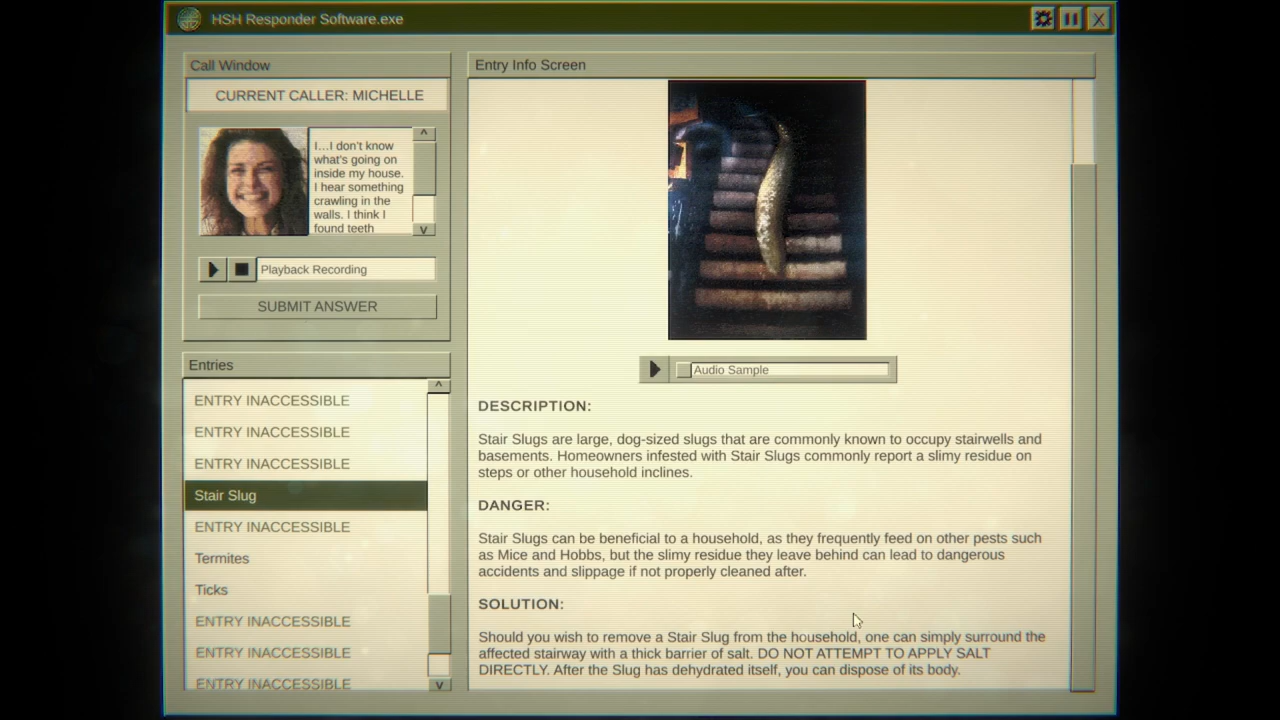 HSH Responder Software.exe
X
Call Window
CURRENT CALLER: MICHELLE
I...I don't know
what's going on
inside my house.
I hear something
crawling in the
walls. I think I
found teeth
Playback Recording
SUBMIT ANSWER
Entries
ENTRY INACCESSIBLE
ENTRY INACCESSIBLE
ENTRY INACCESSIBLE
Stair Slug
ENTRY INACCESSIBLE
Termites
Ticks
ENTRY INACCESSIBLE
ENTRY INACCESSIBLE
ENTRY INACCESSIBLE
Entry Info Screen
Audio Sample
DESCRIPTION:
Stair Slugs are large, dog-sized slugs that are commonly known to occupy stairwells and
basements. Homeowners infested with Stair Slugs commonly report a slimy residue on
steps or other household inclines.
DANGER:
Stair Slugs can be beneficial to a household, as they frequently feed on other pests such
as Mice and Hobbs, but the slimy residue they leave behind can lead to dangerous
accidents and slippage if not properly cleaned after.
SOLUTION:
Should you wish to remove a Stair Slug from the household, one can simply surround the
affected stairway with a thick barrier of salt. DO NOT ATTEMPT TO APPLY SALT
DIRECTLY. After the Slug has dehydrated itself, you can dispose of its body.